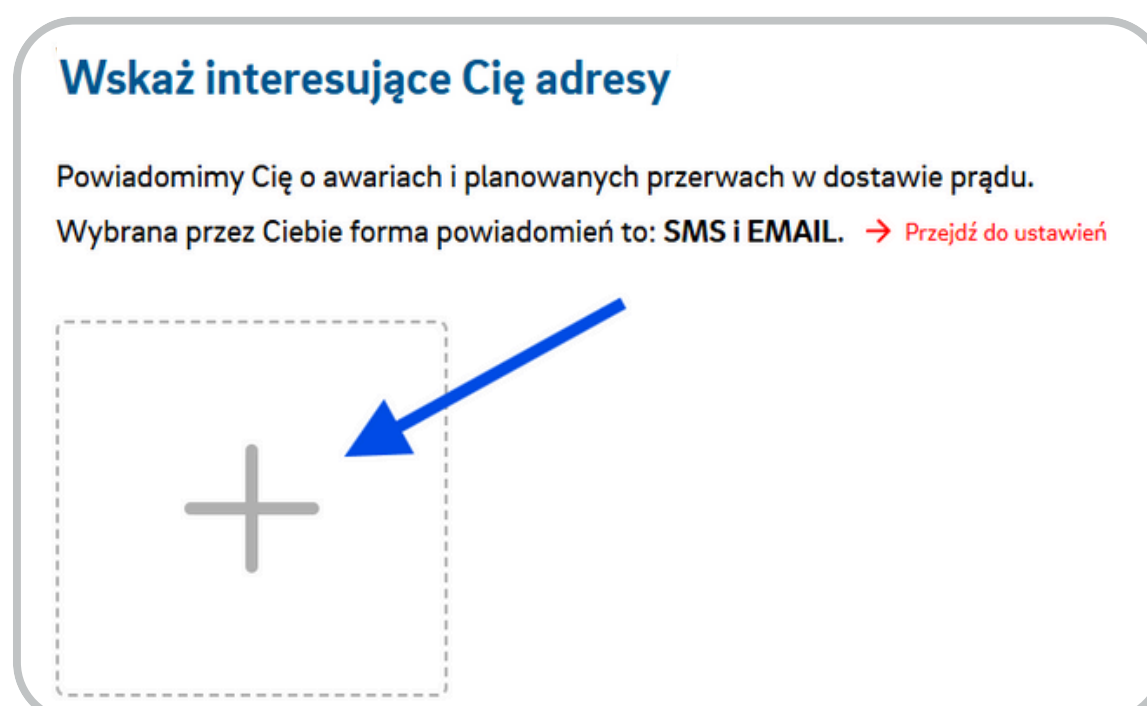 Wskaż interesujące Cię adresy
Powiadomimy Cię o awariach i planowanych przerwach w dostawie prądu.
Wybrana przez Ciebie forma powiadomień to: SMS i EMAIL. → Przejdź do ustawień